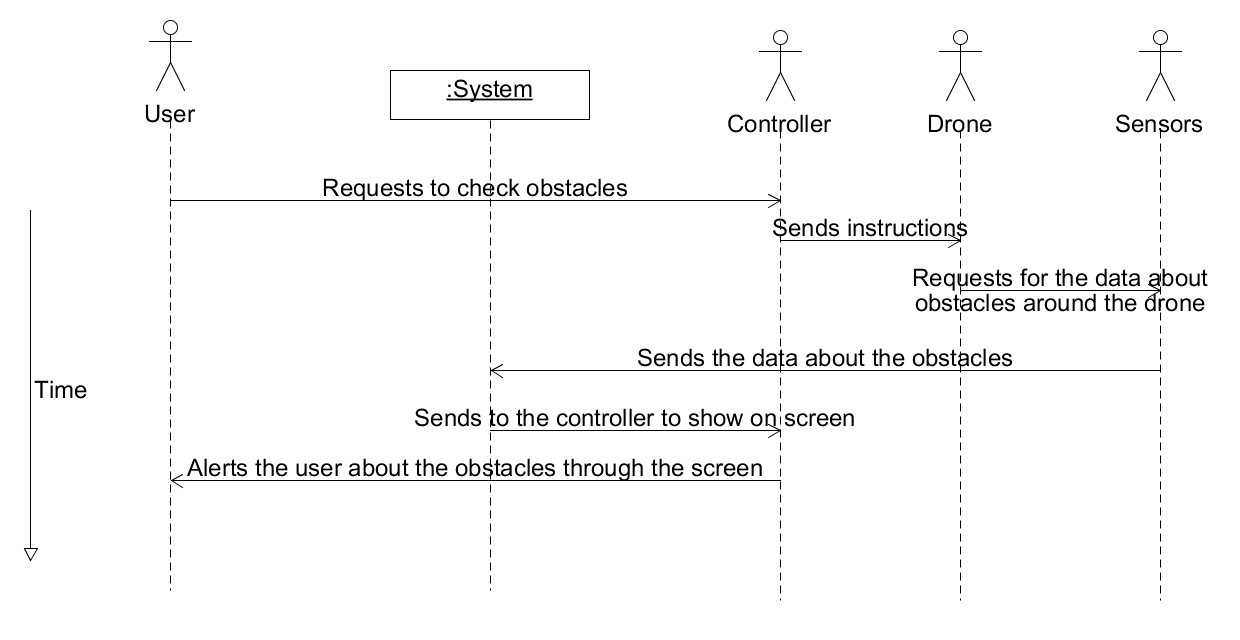 User
:System
Controller
Drone
Sensors
Requests to check obstacles
Sends instructions
Requests for the data about
obstacles around the drone
Sends the data about the obstacles
Time
Sends to the controller to show on screen
Alerts the user about the obstacles through the screen